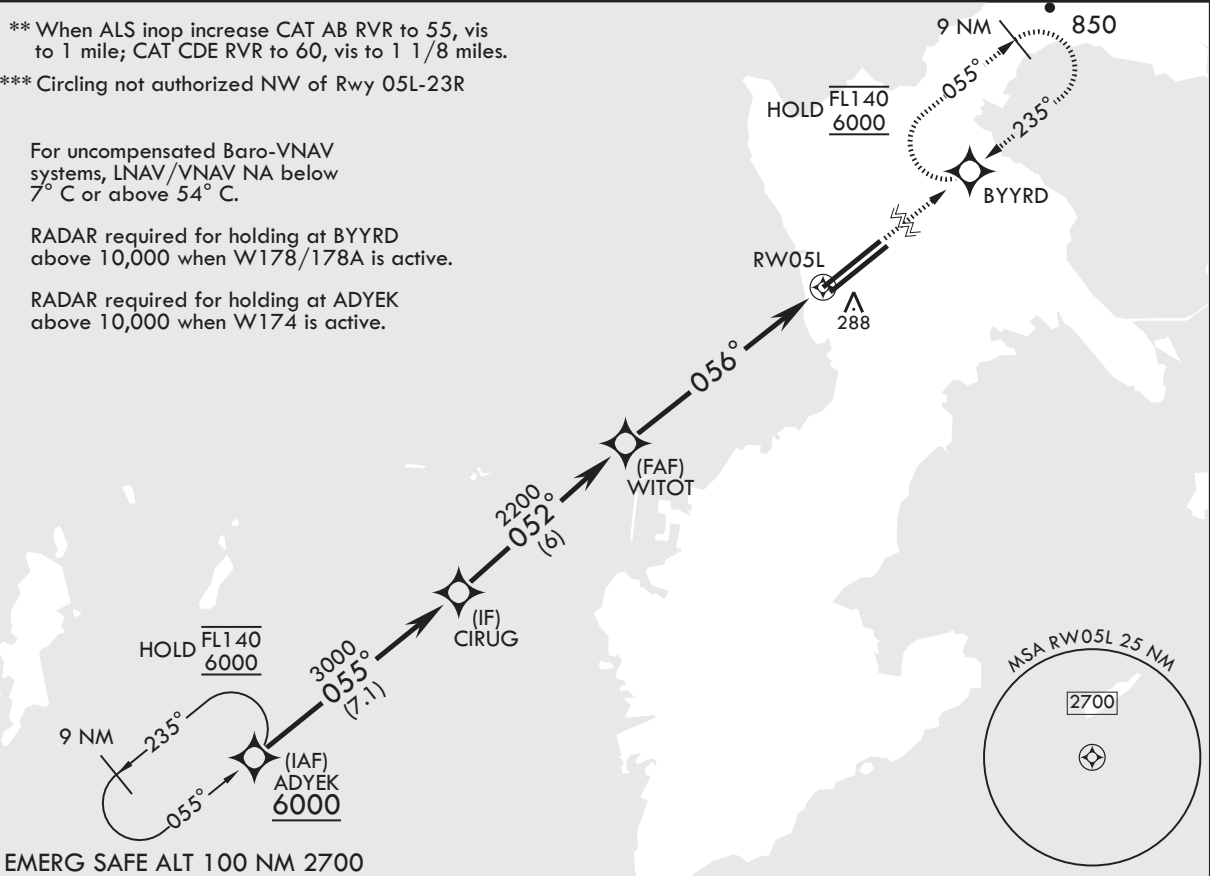 ** When ALS inop increase CAT AB RVR to 55, vis
to 1 mile; CAT CDE RVR to 60, vis to 1 1/8 miles.
*** Circling not authorized NW of Rwy 05L-23R
For uncompensated Baro-VNAV
systems, LNAV/VNAV NA below
7° C or above 54° C.
RADAR required for holding at BYYRD
above 10,000 when W178/178A is active.
RADAR required for holding at ADYEK
above 10,000 when W174 is active.
9 NM
850
HOLD FL140
6000
055°
235°
BYYRD
RW05L
288
056°
(FAF)
WITOT
2200
052°
(6)
(IF)
CIRUG
HOLD FL140
6000
3000
055°
(7.1)
9 NM
235°
055°
(IAF)
ADYEK
6000
MSA RW05L 25 NM
2700
EMERG SAFE ALT 100 NM 2700